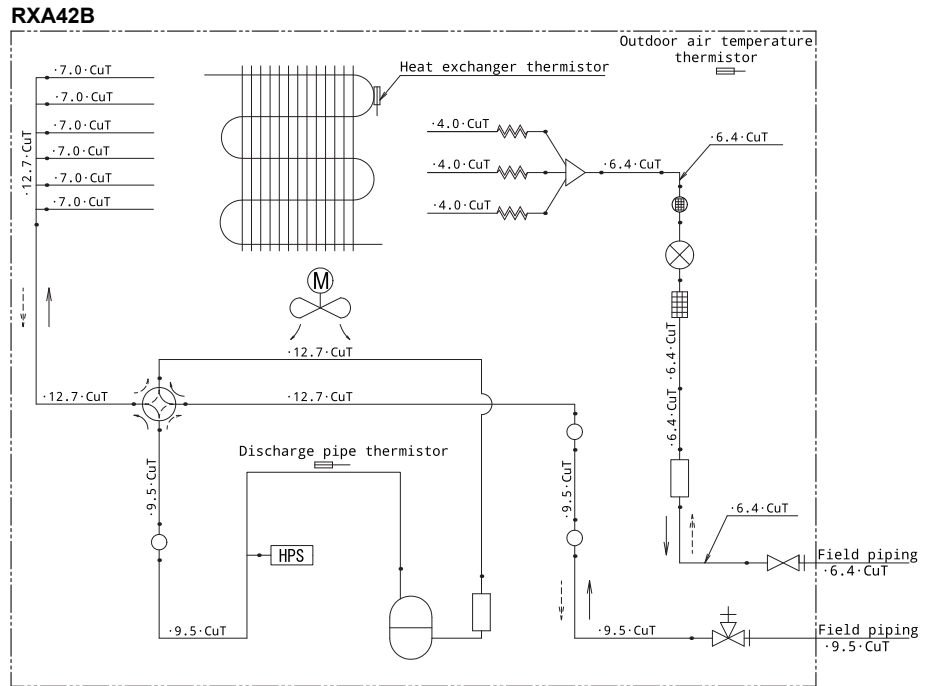 RXA42B
Outdoor air temperature
thermistor
·7.0·CuT
·7.0·CuT
·7.0·CuT
·7.0·CuT
·7.0·CuT
·7.0·CuT
·12.7·CuT
Heat exchanger thermistor
·4.0·CuT
·4.0·CuT
·4.0·CuT
·6.4·CuT
·6.4·CuT
M
·12.7·CuT
·12.7·CuT
·12.7·CuT
·6.4·CuT
·6.4·CuT
Discharge pipe thermistor
·9.5·CuT
·9.5·CuT
HPS
·6.4·CuT
Field piping
·6.4·CuT
·9.5·CuT
·9.5·CuT
Field piping
·9.5·CuT